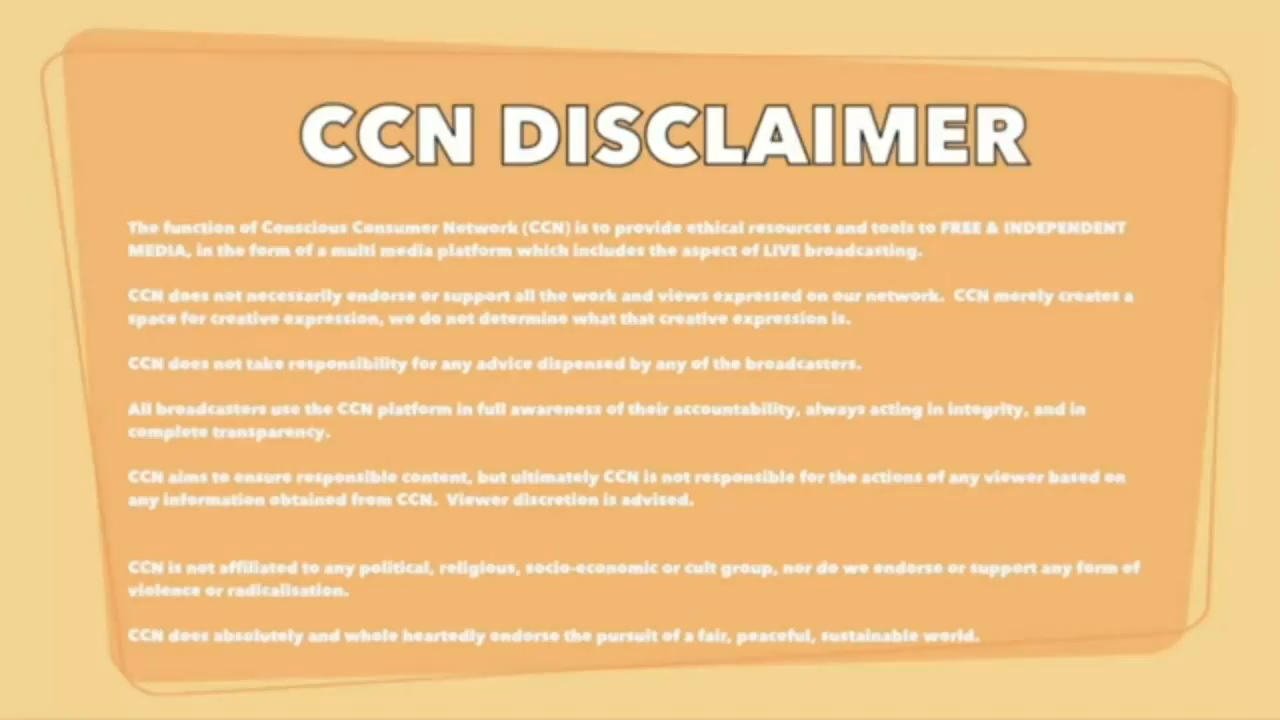 CCN DISCLAIMER
The function of Conscious Consumer Network (CCN) is to provide ethical resources and tools to FREE & INDEPENDENT
MEDIA, in the form of a multi media platform which includes the aspect of LIVE broadcasting.
CCN does not necessarily endorse or support all the work and views expressed on our network.  CCN merely creates a
space for creative expression, we do not determine what that creative expression is.
CCN does not take responsibility for any advice dispensed by any of the broadcasters.
All broadcasters use the CCN platform in full awareness of their accountability, always acting in integrity, and in
complete transparency.
CCN aims to ensure responsible content, but ultimately CCN is not responsible for the actions of any viewer based on
any information obtained from CCN.  Viewer discretion is advised.
CCN is not affiliated to any political, religious, socio-economic or cult group, nor do we endorse or support any form of
violence or radicalisation.
CCN does absolutely and whole heartedly endorse the pursuit of a fair, peaceful, sustainable world.